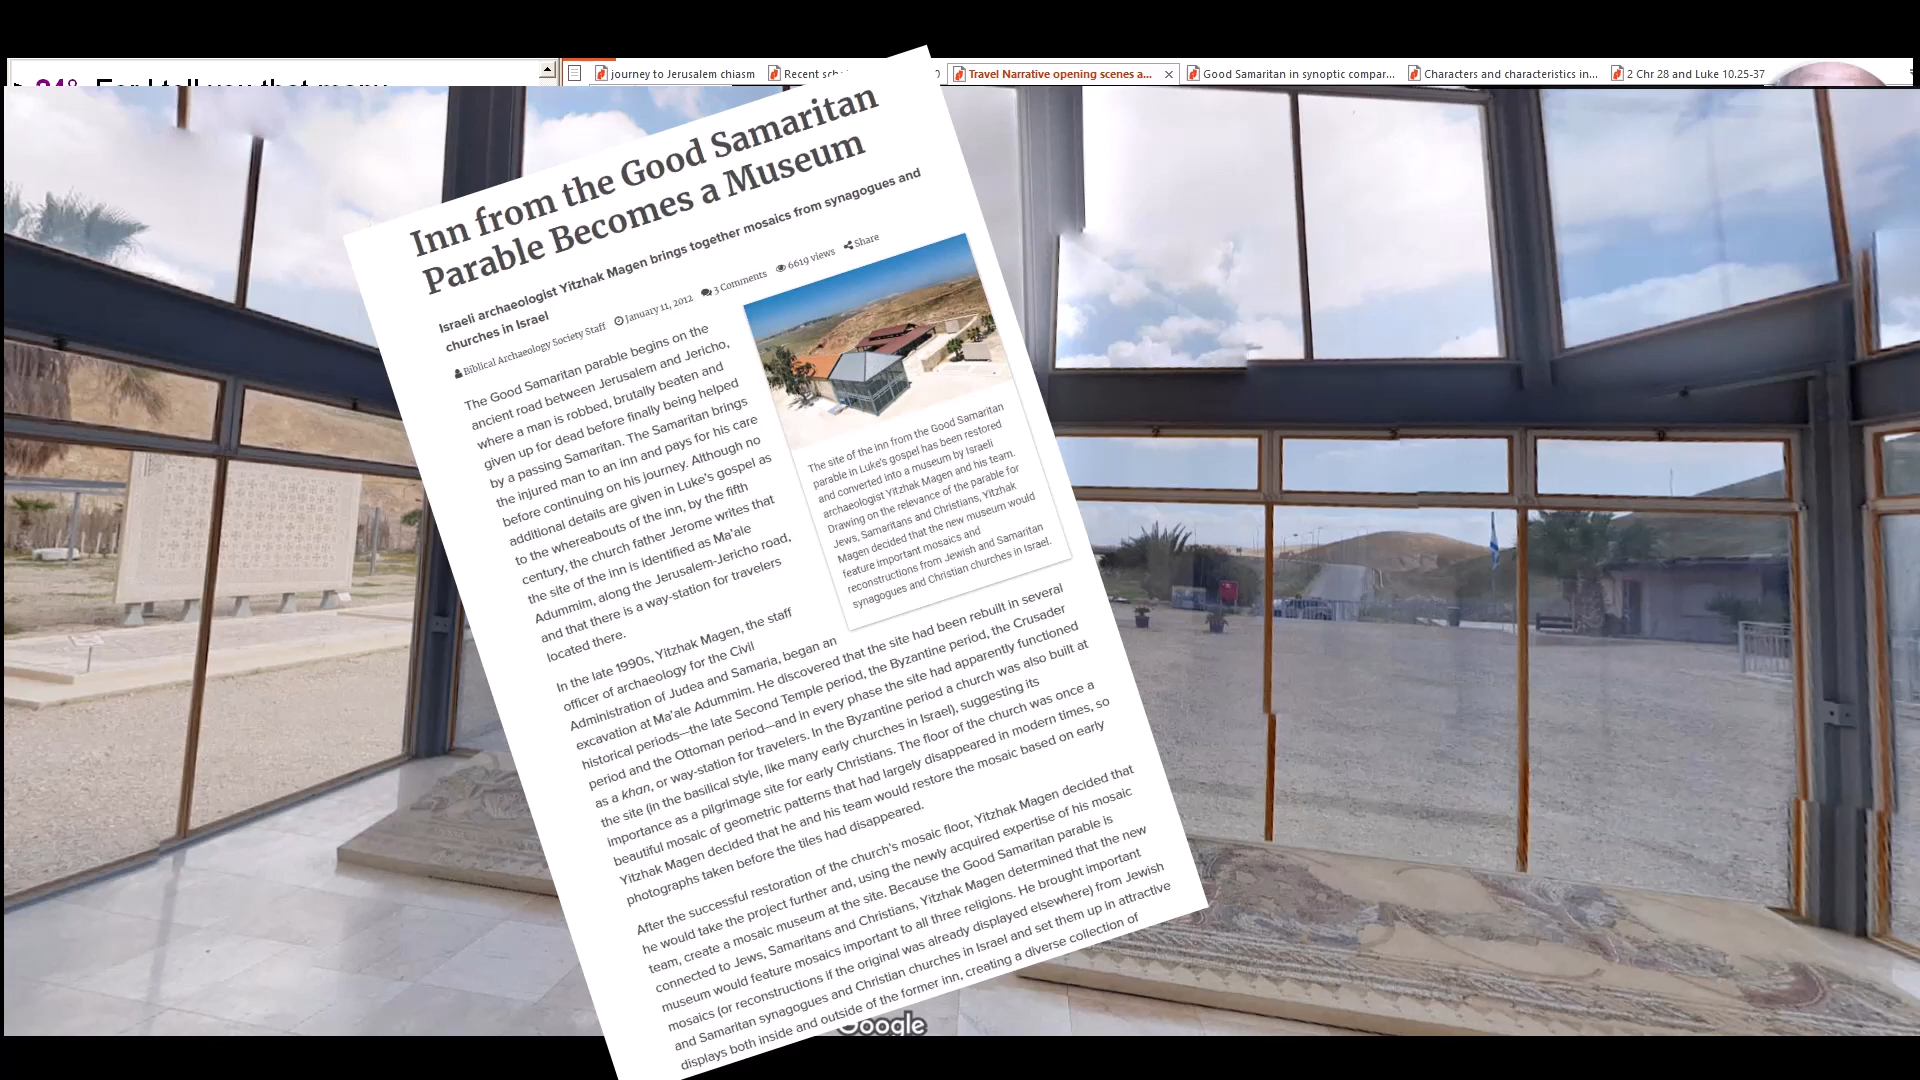 journey to Jerusalem chiasm
Recent sch
Travel Narrative opening scenes a...
Good Samaritan in synoptic compar...
Characters and characteristics in...
2 Chr 28 and Luke 10.25-37
Inn from the Good Samaritan
Parable Becomes a Museum
Israeli archaeologist Yitzhak Magen brings together mosaics from synagogues and
churches in Israel
Biblical Archaeology Society Staff January 11, 2012 3 Comments 6619 views Share
The Good Samaritan parable begins on the
ancient road between Jerusalem and Jericho,
where a man is robbed, brutally beaten and
given up for dead before finally being helped
by a passing Samaritan. The Samaritan brings
the injured man to an inn and pays for his care
before continuing on his journey. Although no
additional details are given in Luke's gospel as
to the whereabouts of the inn, by the fifth
century, the church father Jerome writes that
the site of the inn is identified as Ma'ale
Adummim, along the Jerusalem-Jericho road,
and that there is a way-station for travelers
located there.
The site of the inn from the Good Samaritan
parable in Luke's gospel has been restored
and converted into a museum by Israeli
archaeologist Yitzhak Magen and his team.
Drawing on the relevance of the parable for
Jews, Samaritans and Christians, Yitzhak
Magen decided that the new museum would
feature important mosaics and
reconstructions from Jewish and Samaritan
synagogues and Christian churches in Israel.
In the late 1990s, Yitzhak Magen, the staff
officer of archaeology for the Civil
Administration of Judea and Samaria, began an
excavation at Ma'ale Adummim. He discovered that the site had been rebuilt in several
historical periods—the late Second Temple period, the Byzantine period, the Crusader
period and the Ottoman period—and in every phase the site had apparently functioned
as a khan, or way-station for travelers. In the Byzantine period a church was also built at
the site (in the basilical style, like many early churches in Israel), suggesting its
importance as a pilgrimage site for early Christians. The floor of the church was once a
beautiful mosaic of geometric patterns that had largely disappeared in modern times, so
Yitzhak Magen decided that he and his team would restore the mosaic based on early
photographs taken before the tiles had disappeared.
After the successful restoration of the church's mosaic floor, Yitzhak Magen decided that
he would take the project further and, using the newly acquired expertise of his mosaic
team, create a mosaic museum at the site. Because the Good Samaritan parable is
connected to Jews, Samaritans and Christians, Yitzhak Magen determined that the new
museum would feature mosaics important to all three religions. He brought important
mosaics (or reconstructions if the original was already displayed elsewhere) from Jewish
and Samaritan synagogues and Christian churches in Israel and set them up in attractive
displays both inside and outside of the former inn, creating a diverse collection of
Google